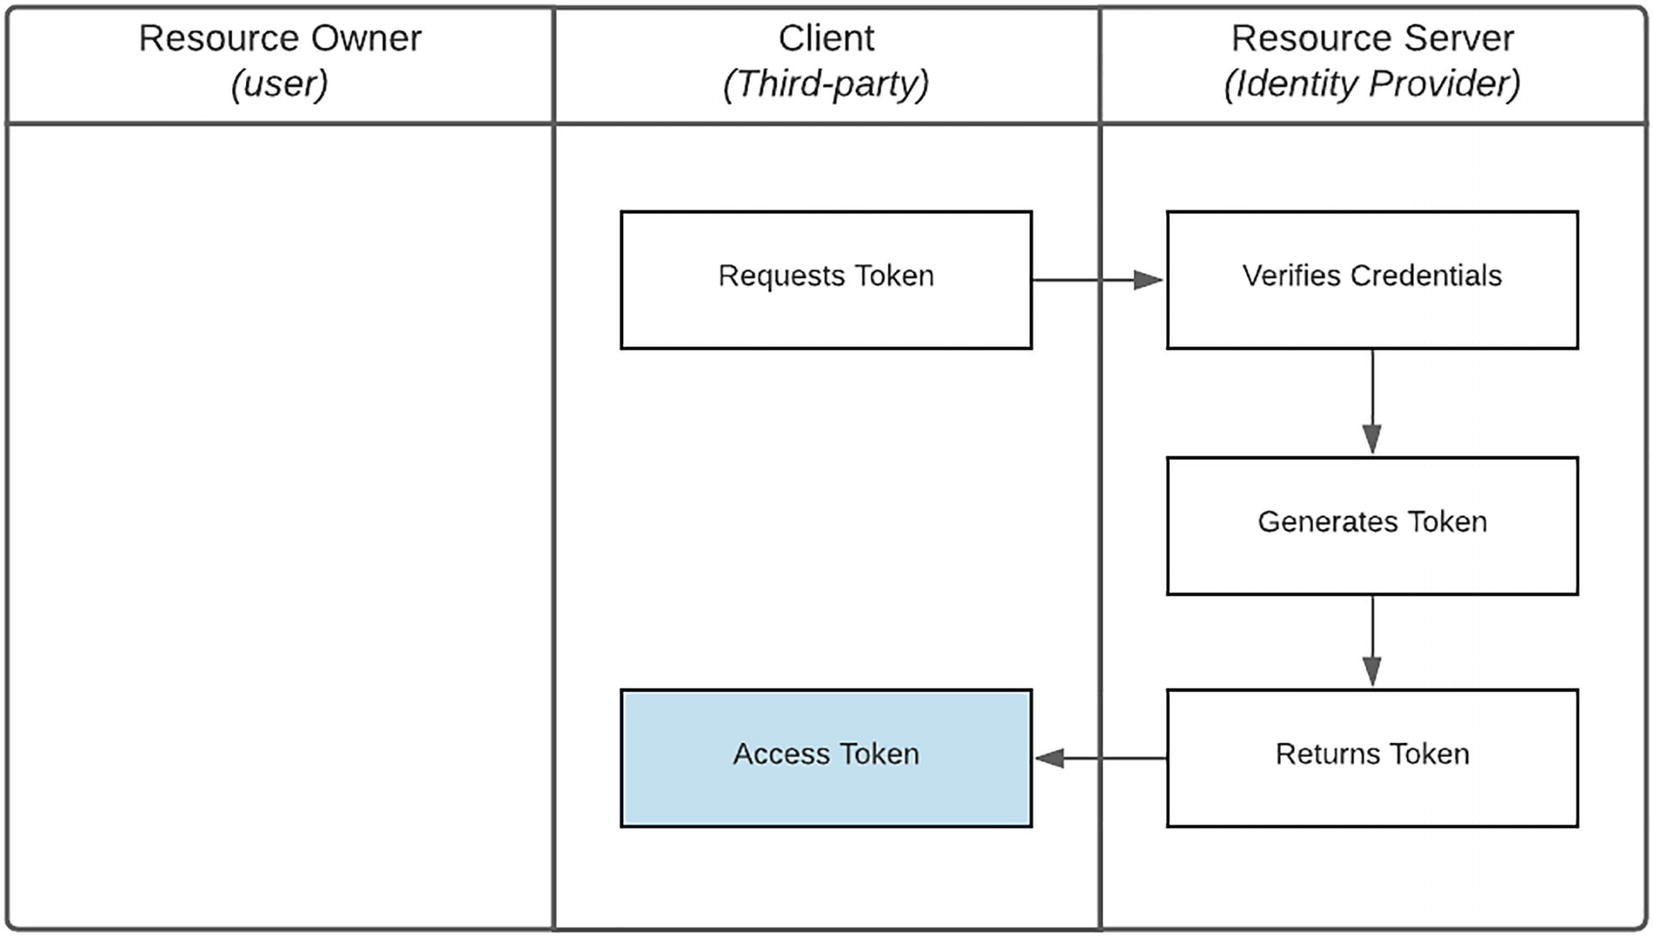 Resource Owner
(user)
Client
(Third-party)
Resource Server
(Identity Provider)
Requests Token
Verifies Credentials
Generates Token
Access Token
Returns Token